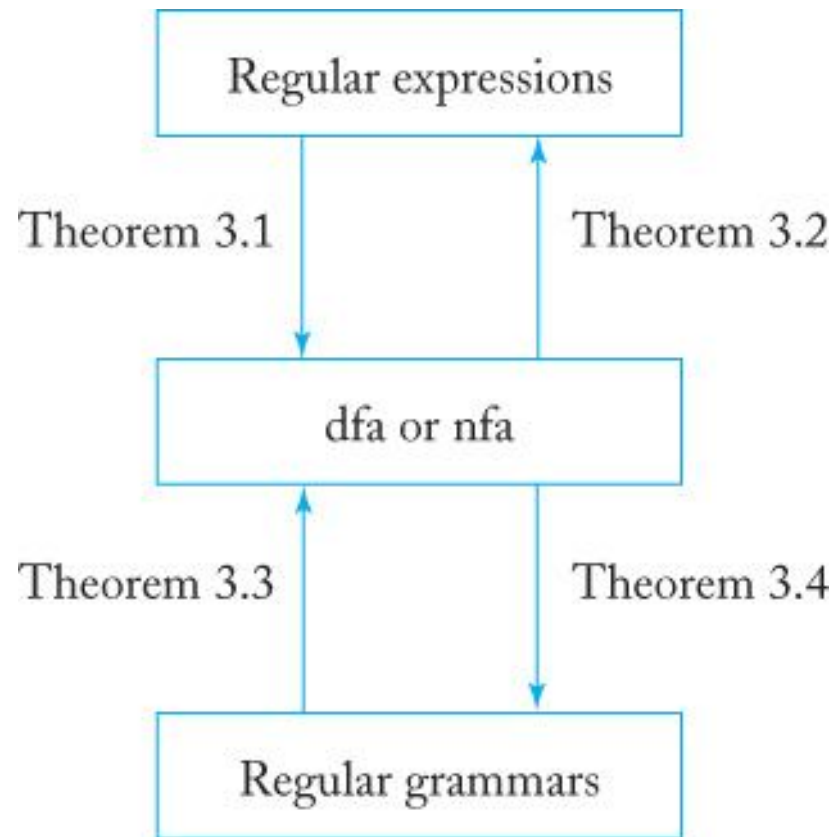 Regular expressions
Theorem 3.1 Theorem 3.2
dfa or nfa
Theorem 3.3 Theorem 3.4
Regular grammars